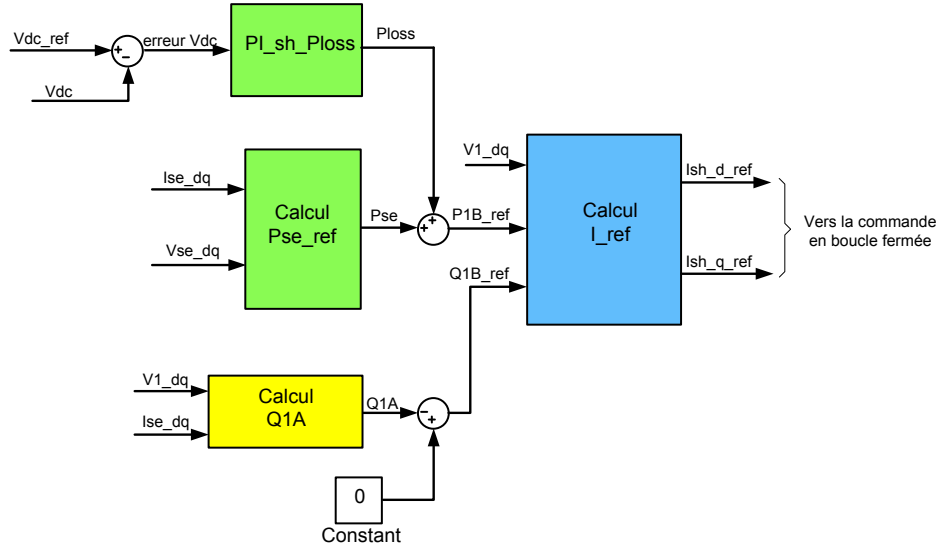 Vdc_ref
+
−
erreur Vdc
Vdc
PI_sh_Ploss
Ploss
Ise_dq
Vse_dq
Calcul
Pse_ref
Pse
+
+
P1B_ref
V1_dq
Q1B_ref
Calcul
I_ref
Ish_d_ref
Ish_q_ref
Vers la commande
en boucle fermée
V1_dq
Ise_dq
Calcul
Q1A
Q1A
-
+
0
Constant